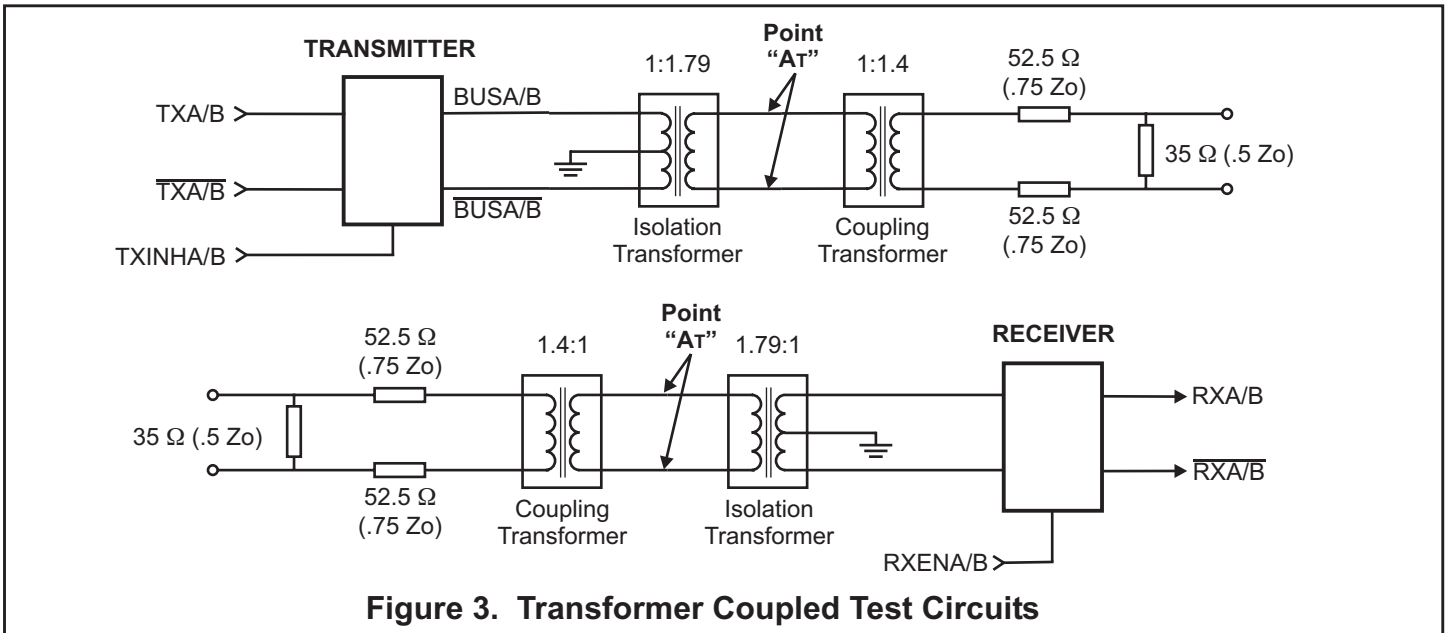 TRANSMITTER
Point
“AT”
1:1.79
1:1.4
52.5 Ω
(.75 Zo)
TXA/B
BUSA/B
35 Ω (.5 Zo)
TXA/B
BUSA/B
52.5 Ω
(.75 Zo)
Isolation
Transformer
Coupling
Transformer
TXINHA/B
Point
“AT”
52.5 Ω
(.75 Zo)
1.4:1
1.79:1
RECEIVER
RXA/B
35 Ω (.5 Zo)
RXA/B
52.5 Ω
(.75 Zo)
Coupling
Transformer
Isolation
Transformer
RXENA/B
Figure 3. Transformer Coupled Test Circuits